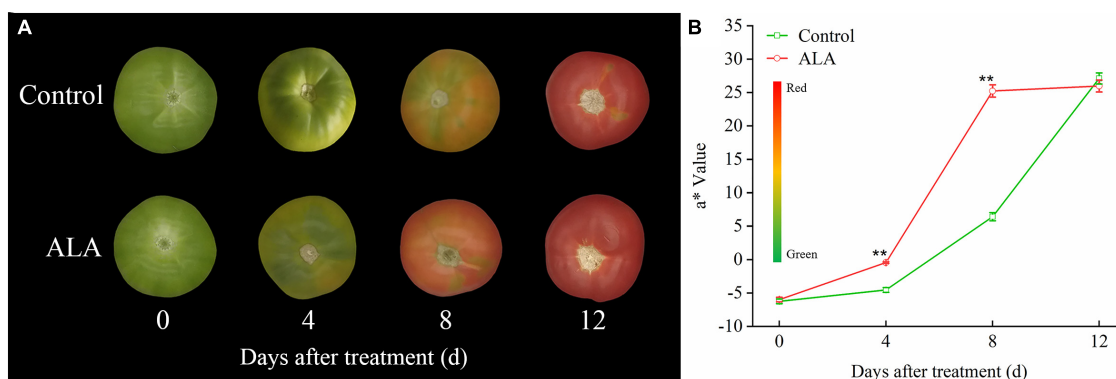 A
Control
ALA
0 4 8 12
Days after treatment (d)
B
35
30
25
20
15
10
5
0
-5
-10
a* Value
Control
ALA
Red
Green
**
**
0 4 8 12
Days after treatment (d)